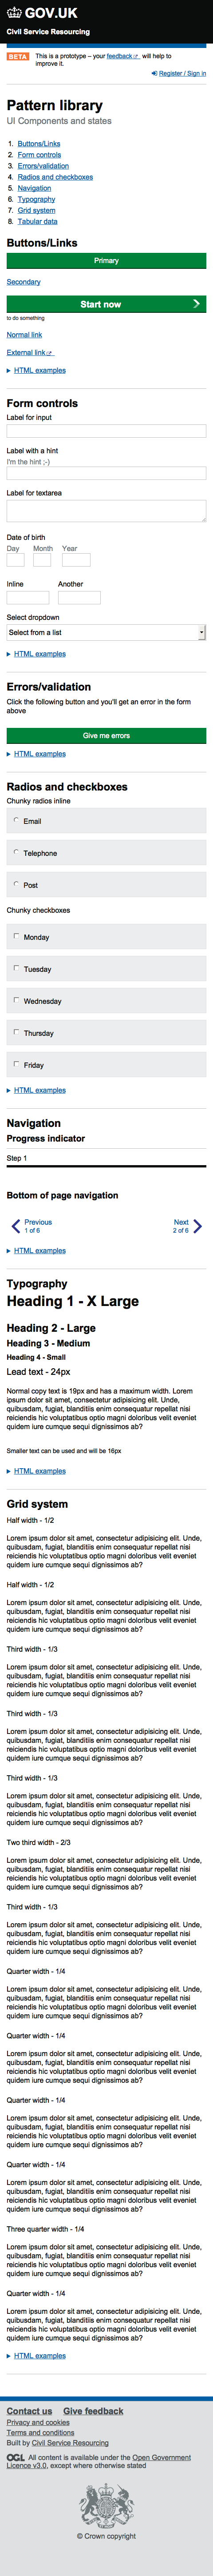 GOV.UK
Civil Service Resourcing
BETA This is a prototype – your feedback will help to
improve it.
Register / Sign in
Pattern library
UI Components and states
1. Buttons/Links
2. Form controls
3. Errors/validation
4. Radios and checkboxes
5. Navigation
6. Typography
7. Grid system
8. Tabular data
Buttons/Links
Primary
Secondary
Start now
to do something
Normal link
External link
HTML examples
Form controls
Label for input
Label with a hint
I'm the hint ;-)
Label for textarea
Date of birth
Day Month Year
Inline Another
Select dropdown
Select from a list
HTML examples
Errors/validation
Click the following button and you'll get an error in the form
above
Give me errors
HTML examples
Radios and checkboxes
Chunky radios inline
Email
Telephone
Post
Chunky checkboxes
Monday
Tuesday
Wednesday
Thursday
Friday
HTML examples
Navigation
Progress indicator
Step 1
Bottom of page navigation
Previous Next
1 of 6 2 of 6
HTML examples
Typography
Heading 1 - X Large
Heading 2 - Large
Heading 3 - Medium
Heading 4 - Small
Lead text - 24px
Normal copy text is 19px and has a maximum width. Lorem
ipsum dolor sit amet, consectetur adipisicing elit. Unde,
quibusdam, fugiat, blanditiis enim consequatur repellat nisi
reiciendis hic voluptatibus optio magni doloribus velit eveniet
quidem iure cumque sequi dignissimos ab?
Smaller text can be used and will be 16px
HTML examples
Grid system
Half width - 1/2
Lorem ipsum dolor sit amet, consectetur adipisicing elit. Unde,
quibusdam, fugiat, blanditiis enim consequatur repellat nisi
reiciendis hic voluptatibus optio magni doloribus velit eveniet
quidem iure cumque sequi dignissimos ab?
Half width - 1/2
Lorem ipsum dolor sit amet, consectetur adipisicing elit. Unde,
quibusdam, fugiat, blanditiis enim consequatur repellat nisi
reiciendis hic voluptatibus optio magni doloribus velit eveniet
quidem iure cumque sequi dignissimos ab?
Third width - 1/3
Lorem ipsum dolor sit amet, consectetur adipisicing elit. Unde,
quibusdam, fugiat, blanditiis enim consequatur repellat nisi
reiciendis hic voluptatibus optio magni doloribus velit eveniet
quidem iure cumque sequi dignissimos ab?
Third width - 1/3
Lorem ipsum dolor sit amet, consectetur adipisicing elit. Unde,
quibusdam, fugiat, blanditiis enim consequatur repellat nisi
reiciendis hic voluptatibus optio magni doloribus velit eveniet
quidem iure cumque sequi dignissimos ab?
Third width - 1/3
Lorem ipsum dolor sit amet, consectetur adipisicing elit. Unde,
quibusdam, fugiat, blanditiis enim consequatur repellat nisi
reiciendis hic voluptatibus optio magni doloribus velit eveniet
quidem iure cumque sequi dignissimos ab?
Two third width - 2/3
Lorem ipsum dolor sit amet, consectetur adipisicing elit. Unde,
quibusdam, fugiat, blanditiis enim consequatur repellat nisi
reiciendis hic voluptatibus optio magni doloribus velit eveniet
quidem iure cumque sequi dignissimos ab?
Third width - 1/3
Lorem ipsum dolor sit amet, consectetur adipisicing elit. Unde,
quibusdam, fugiat, blanditiis enim consequatur repellat nisi
reiciendis hic voluptatibus optio magni doloribus velit eveniet
quidem iure cumque sequi dignissimos ab?
Quarter width - 1/4
Lorem ipsum dolor sit amet, consectetur adipisicing elit. Unde,
quibusdam, fugiat, blanditiis enim consequatur repellat nisi
reiciendis hic voluptatibus optio magni doloribus velit eveniet
quidem iure cumque sequi dignissimos ab?
Quarter width - 1/4
Lorem ipsum dolor sit amet, consectetur adipisicing elit. Unde,
quibusdam, fugiat, blanditiis enim consequatur repellat nisi
reiciendis hic voluptatibus optio magni doloribus velit eveniet
quidem iure cumque sequi dignissimos ab?
Quarter width - 1/4
Lorem ipsum dolor sit amet, consectetur adipisicing elit. Unde,
quibusdam, fugiat, blanditiis enim consequatur repellat nisi
reiciendis hic voluptatibus optio magni doloribus velit eveniet
quidem iure cumque sequi dignissimos ab?
Quarter width - 1/4
Lorem ipsum dolor sit amet, consectetur adipisicing elit. Unde,
quibusdam, fugiat, blanditiis enim consequatur repellat nisi
reiciendis hic voluptatibus optio magni doloribus velit eveniet
quidem iure cumque sequi dignissimos ab?
Three quarter width - 1/4
Lorem ipsum dolor sit amet, consectetur adipisicing elit. Unde,
quibusdam, fugiat, blanditiis enim consequatur repellat nisi
reiciendis hic voluptatibus optio magni doloribus velit eveniet
quidem iure cumque sequi dignissimos ab?
Quarter width - 1/4
Lorem ipsum dolor sit amet, consectetur adipisicing elit. Unde,
quibusdam, fugiat, blanditiis enim consequatur repellat nisi
reiciendis hic voluptatibus optio magni doloribus velit eveniet
quidem iure cumque sequi dignissimos ab?
HTML examples
Contact us Give feedback
Privacy and cookies
Terms and conditions
Built by Civil Service Resourcing
OGL All content is available under the Open Government
Licence v3.0, except where otherwise stated
© Crown copyright